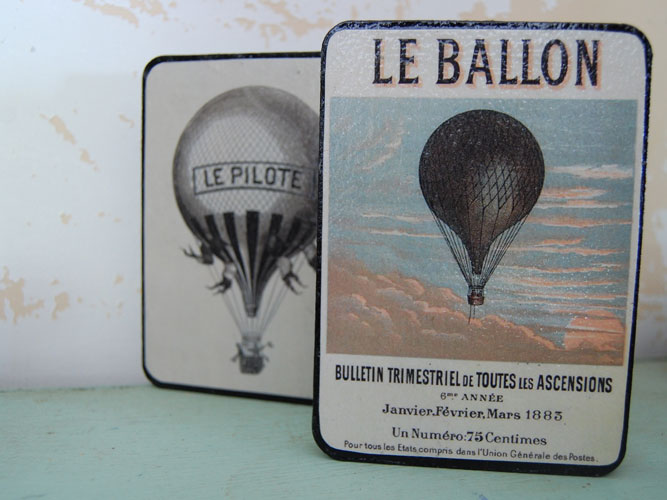 LE BALLON
BULLETIN TRIMESTRIEL DE TOUTES LES ASCENSIONS
6me ANNÉE
Janvier.Février.Mars 1883
Un Numéro:75 Centimes
Pour tous les Etats compris dans l'Union Générale des Postes.
LE PILOTE